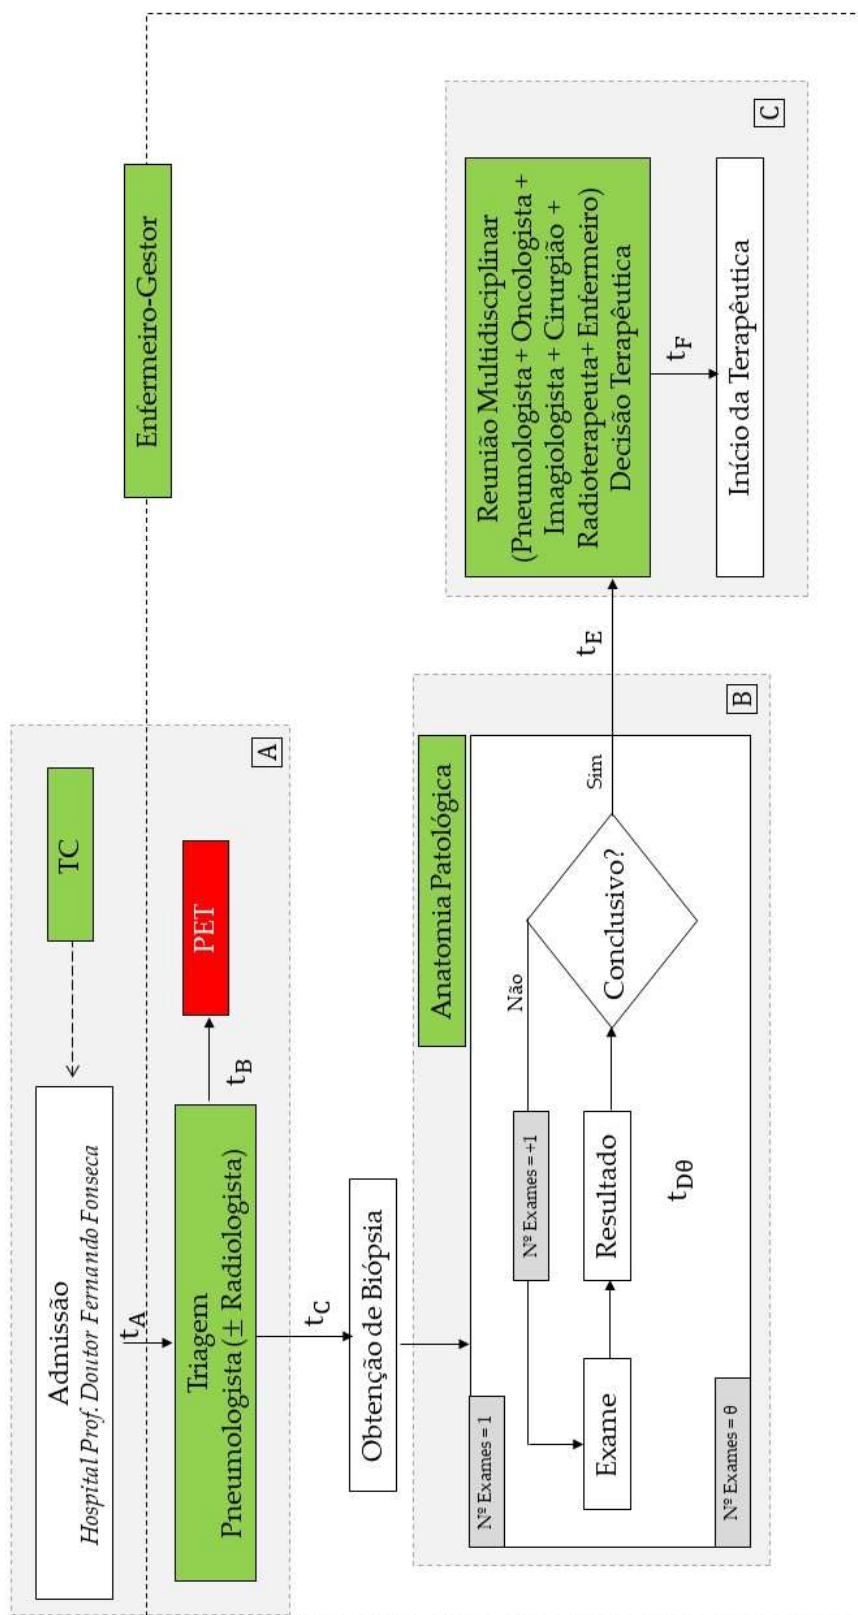 Admissão
Hospital Prof. Doutor Fernando Fonseca
TC
Enfermeiro-Gestor
t_A
Triagem
Pneumologista (± Radiologista)
t_B
PET
A
t_C
Obtenção de Biópsia
Anatomia Patológica
Nº Exames = 1
Exame
Nº Exames = +1
Resultado
Não
Conclusivo?
Sim
t_Dθ
Nº Exames = θ
B
t_E
Reunião Multidisciplinar
(Pneumologista + Oncologista +
Imagiologista + Cirurgião +
Radioterapeuta+ Enfermeiro)
Decisão Terapêutica
t_F
Início da Terapêutica
C